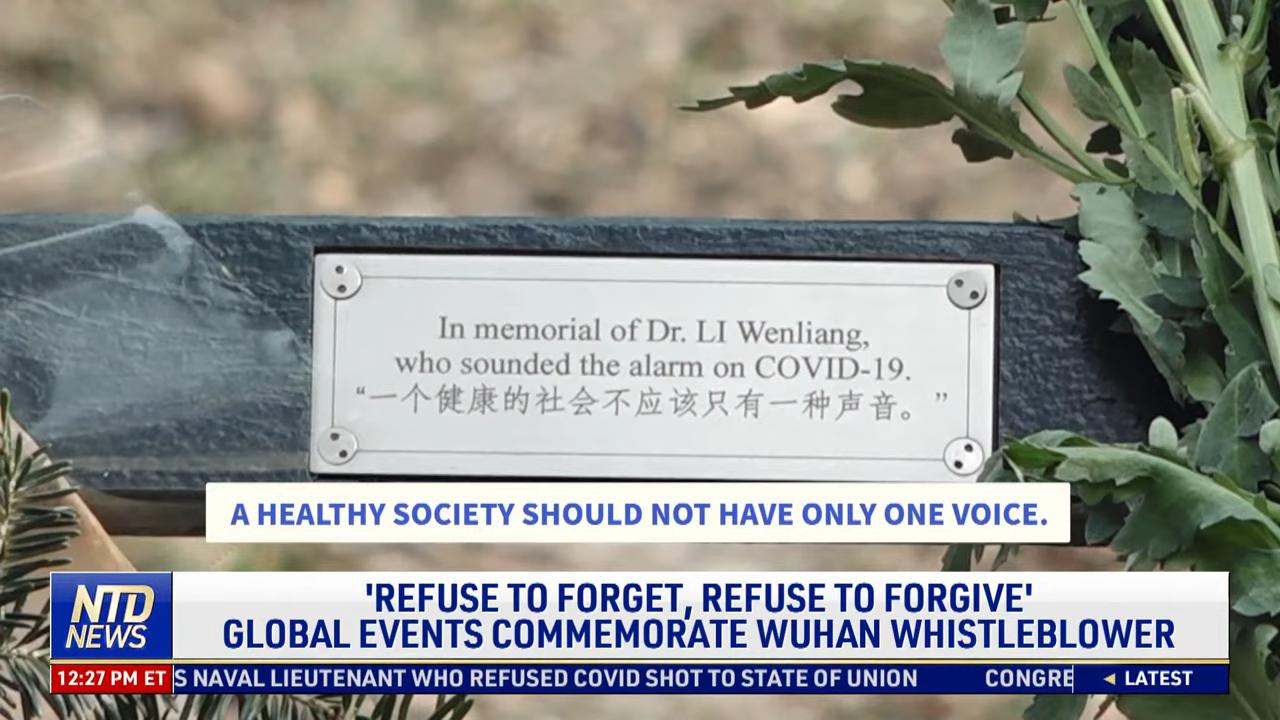 In memorial of Dr. LI Wenliang,
who sounded the alarm on COVID-19.
“一个健康的社会不应该只有一种声音。”
A HEALTHY SOCIETY SHOULD NOT HAVE ONLY ONE VOICE.
'REFUSE TO FORGET, REFUSE TO FORGIVE'
GLOBAL EVENTS COMMEMORATE WUHAN WHISTLEBLOWER
NTD
NEWS
12:27 PM ET
S NAVAL LIEUTENANT WHO REFUSED COVID SHOT TO STATE OF UNION CONGRE
LATEST